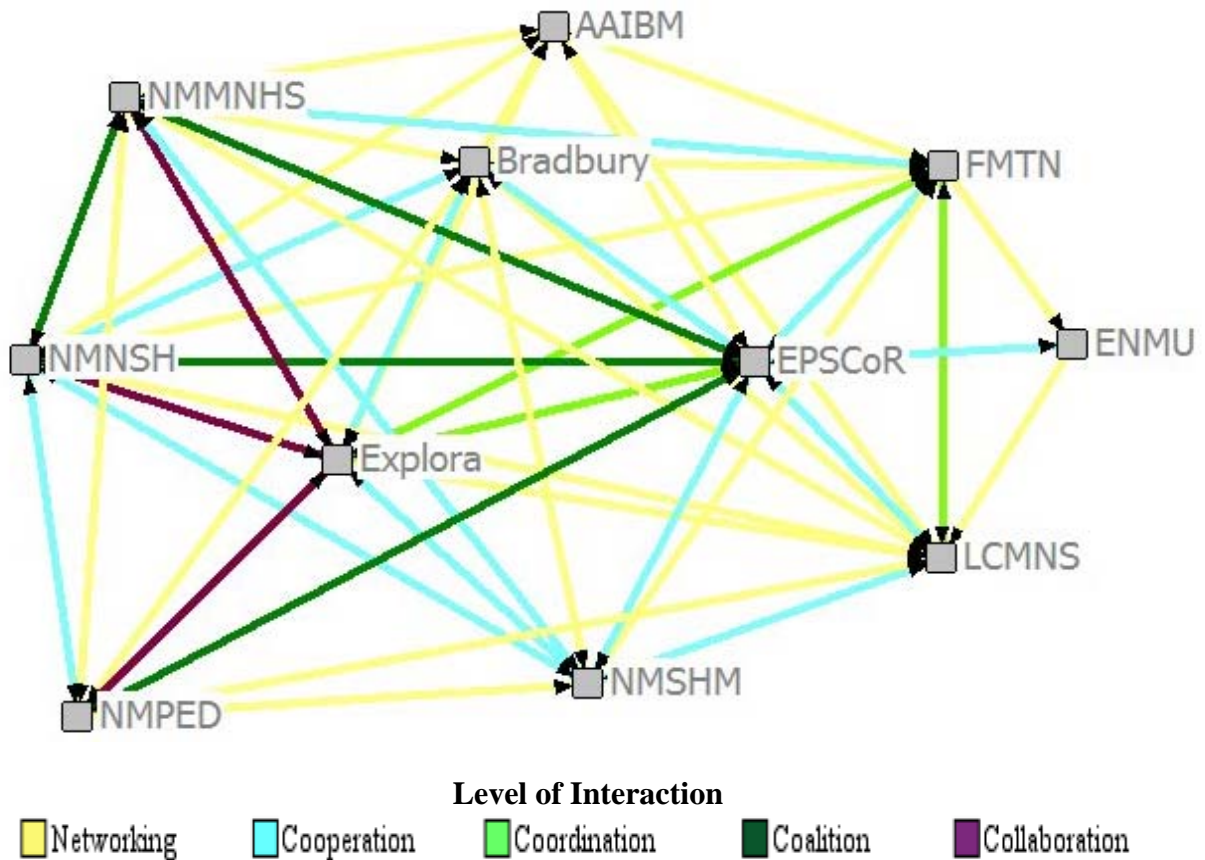 AAIBM
NMMNHS
Bradbury
FMTN
ENMU
NMNSH
EPSCoR
Explora
LCMNS
NMSHM
NMPED
Level of Interaction
Networking Cooperation Coordination Coalition Collaboration